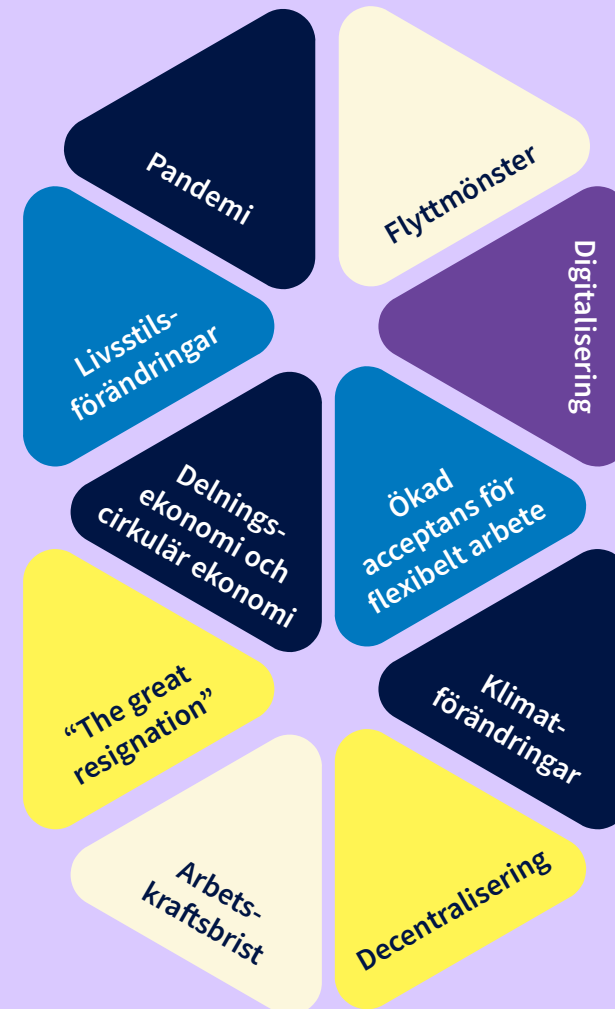 Pandemi
Flyttmönster
Digitalisering
Livsstils-
förändringar
Delnings-
ekonomi och
cirkulär ekonomi
Ökad
acceptans för
flexibelt arbete
“The great
resignation”
Klimat-
förändringar
Arbets-
kraftsbrist
Decentralisering